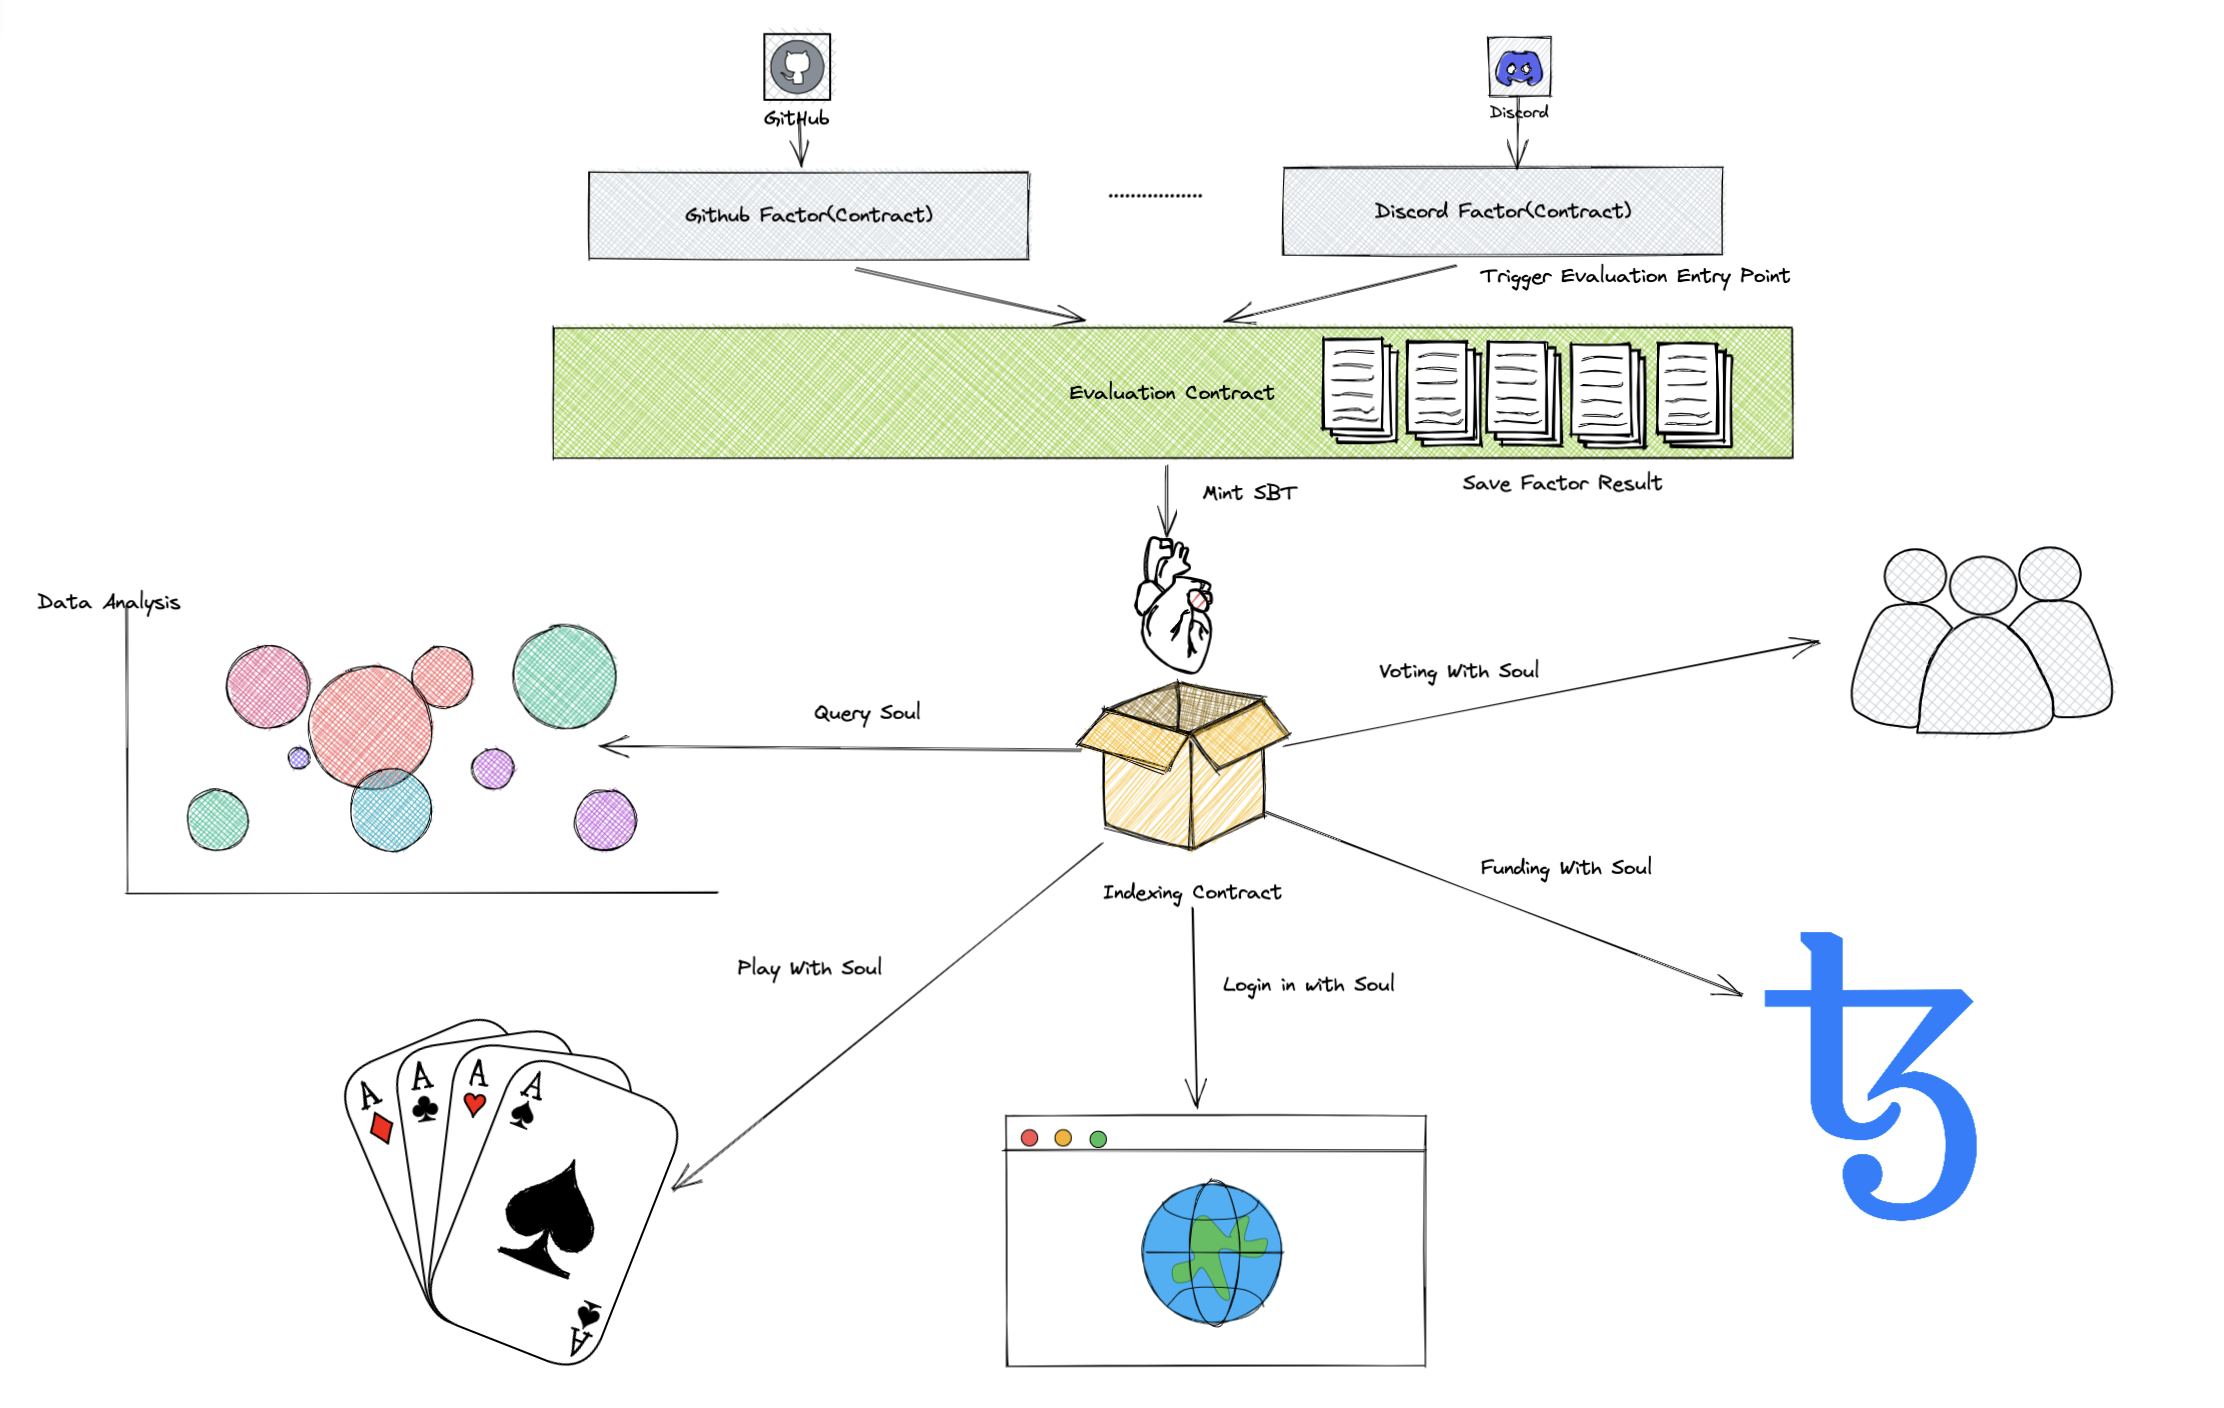 GitHub
Discord
Github Factor(Contract)
Discord Factor(Contract)
Trigger Evaluation Entry Point
Evaluation Contract
Save Factor Result
Mint SBT
Data Analysis
Query Soul
Voting With Soul
Funding With Soul
Indexing Contract
Play With Soul
Login in with Soul
A
A
A
A
A